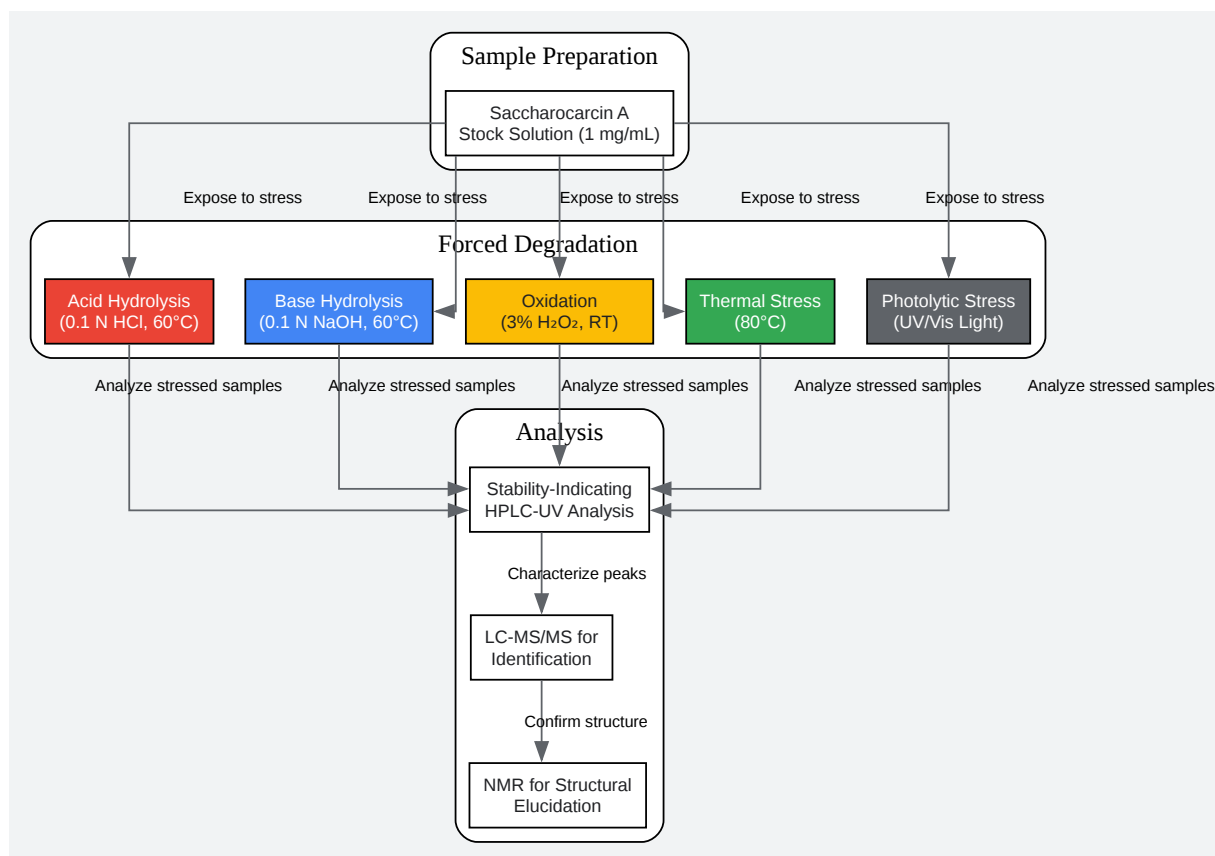 Sample Preparation
Saccharocarcin A
Stock Solution (1 mg/mL)
Expose to stress
Expose to stress
Expose to stress
Expose to stress
Expose to stress
Forced Degradation
Acid Hydrolysis
(0.1 N HCl, 60°C)
Base Hydrolysis
(0.1 N NaOH, 60°C)
Oxidation
(3% H₂O₂, RT)
Thermal Stress
(80°C)
Photolytic Stress
(UV/Vis Light)
Analyze stressed samples
Analyze stressed samples
Analyze stressed samples
Analyze stressed samples
Analyze stressed samples
Analysis
Stability-Indicating
HPLC-UV Analysis
Characterize peaks
LC-MS/MS for
Identification
Confirm structure
NMR for Structural
Elucidation